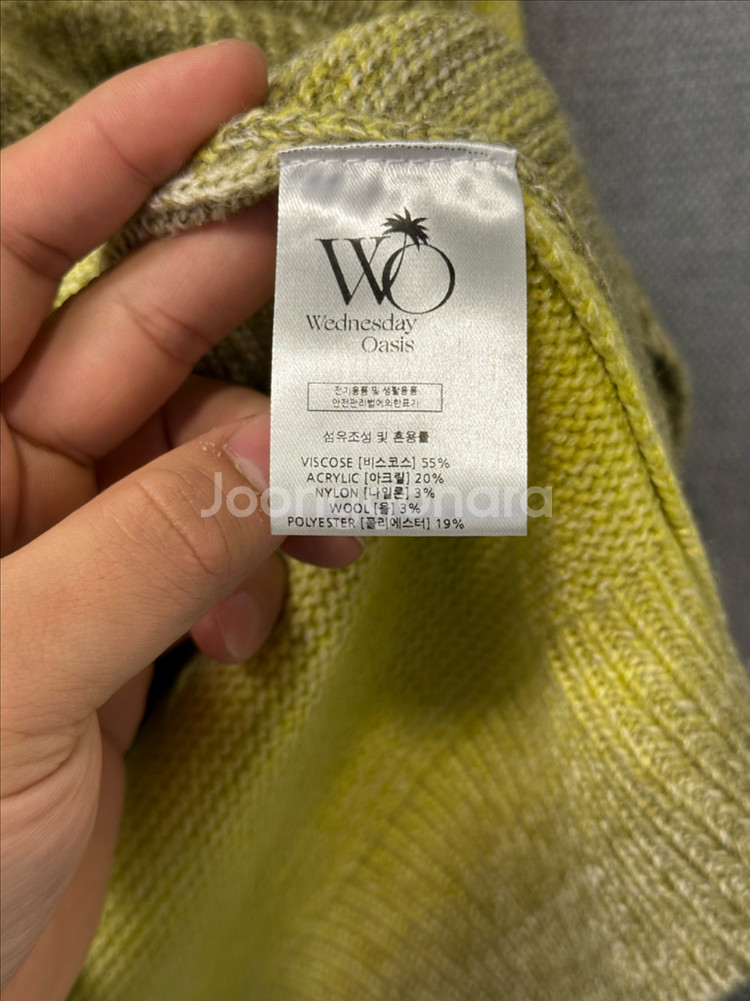 WO
Wednesday
Oasis
전기용품 및 생활용품
안전관리법어의한표기
섬유조성 및 혼용률
VISCOSE [비스코스] 55%
ACRYLIC [아크릴] 20%
NYLON [나일론] 3%
WOOL [울] 3%
POLYESTER [폴리에스터] 19%